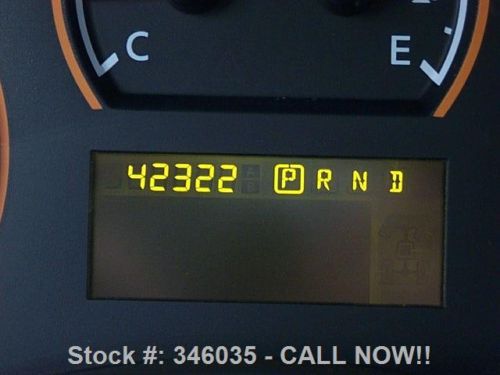 C E
42322 P R N D
Stock #: 346035 - CALL NOW!!